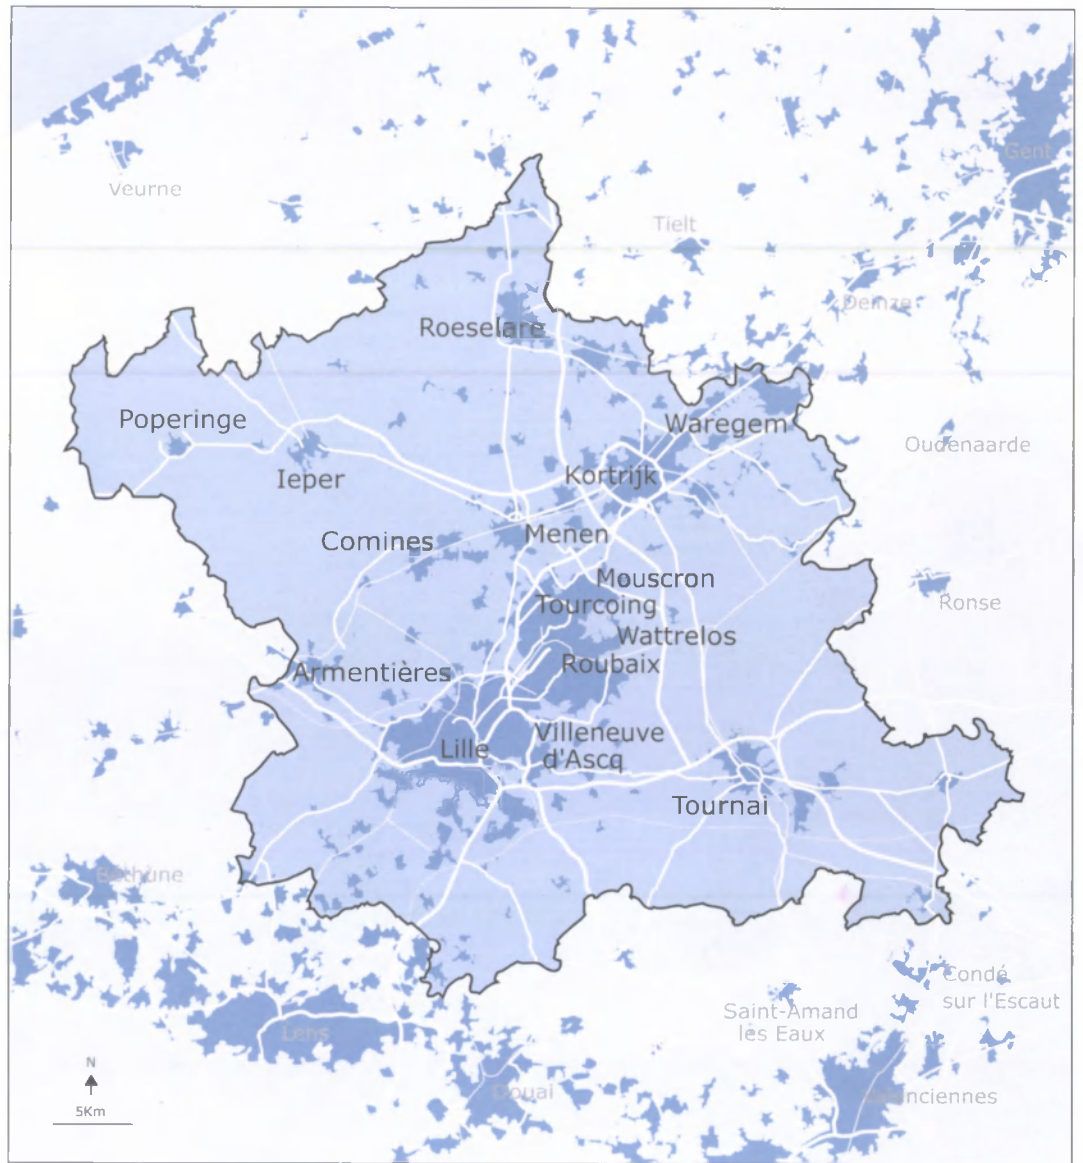 Gent
Veurne
Tielt
Deinze
Roeselare
Poperinge
Waregem
Oudenaarde
Ieper
Kortrijk
Comines
Menen
Mouscron
Tourcoing
Ronse
Wattrelos
Armentières
Roubaix
Villeneuve
d'Ascq
Lille
Tournai
Béthune
Condé
sur l'Escaut
Saint-Amand
les Eaux
Lens
Douai
Valenciennes
N
5Km